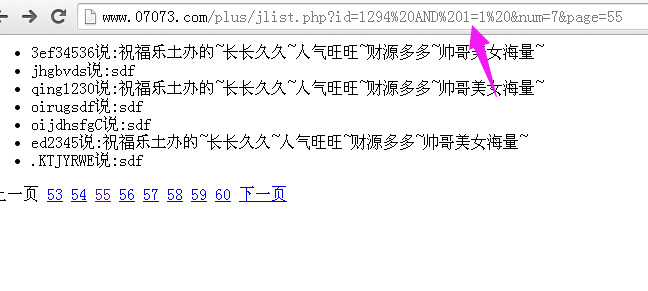 www.07073.com/plus/jlist.php?id=1294%20AND%201=1%20&num=7&page=55
3ef34536说:祝福乐土办的~长长久久~人气旺旺~财源多多~帅哥美女海量~
jhgbvds说:sdf
qing1230说:祝福乐土办的~长长久久~人气旺旺~财源多多~帅哥美女海量~
oirugsdf说:sdf
oijdhsfgC说:sdf
ed2345说:祝福乐土办的~长长久久~人气旺旺~财源多多~帅哥美女海量~
.KTJYRWE说:sdf
上一页 53 54 55 56 57 58 59 60 下一页